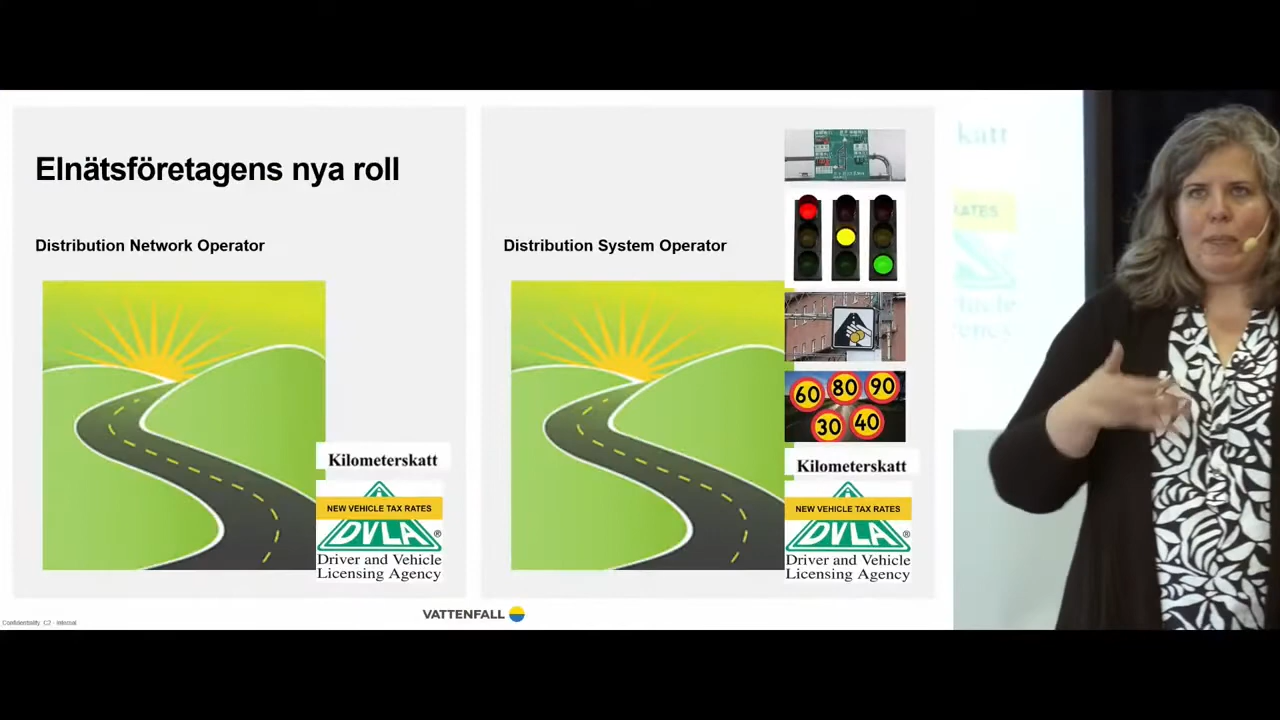 Elnätsföretagens nya roll
Distribution Network Operator
Kilometerskatt
NEW VEHICLE TAX RATES
DVLA®
Driver and Vehicle
Licensing Agency
Distribution System Operator
60 80 90
30 40
Kilometerskatt
NEW VEHICLE TAX RATES
DVLA®
Driver and Vehicle
Licensing Agency
VATTENFALL
Confidentiality C2 - Internal
katt
RATES